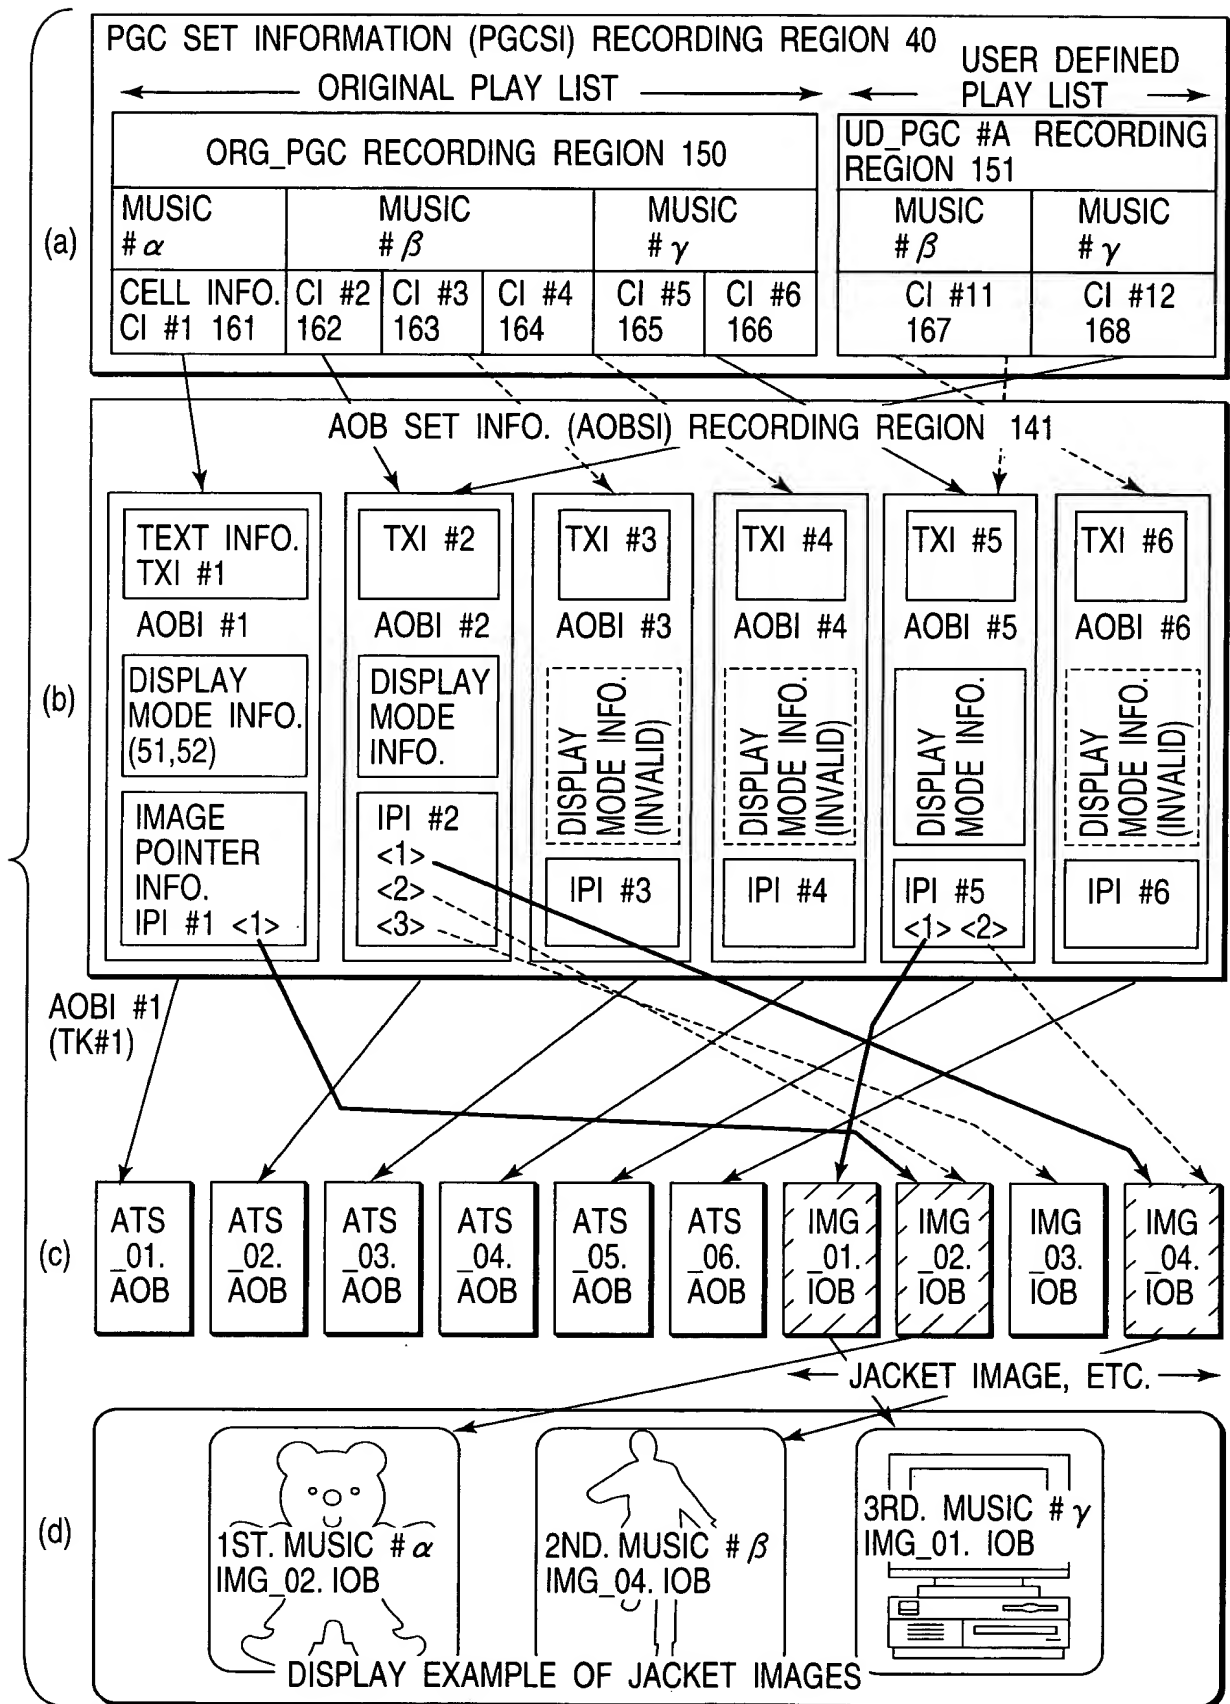 PGC SET INFORMATION (PGCSI) RECORDING REGION 40
ORIGINAL PLAY LIST
USER DEFINED
PLAY LIST
ORG_PGC RECORDING REGION 150
UD_PGC #A RECORDING
REGION 151
(a)
MUSIC
# α
MUSIC
# β
MUSIC
# γ
MUSIC
# β
MUSIC
# γ
CELL INFO.
CI #1 161
CI #2
162
CI #3
163
CI #4
164
CI #5
165
CI #6
166
CI #11
167
CI #12
168
AOB SET INFO. (AOBSI) RECORDING REGION 141
(b)
TEXT INFO.
TXI #1
AOBI #1
DISPLAY
MODE INFO.
(51,52)
IMAGE
POINTER
INFO.
IPI #1 <1>
TXI #2
AOBI #2
DISPLAY
MODE
INFO.
IPI #2
<1>
<2>
<3>
TXI #3
AOBI #3
DISPLAY
MODE INFO.
(INVALID)
IPI #3
TXI #4
AOBI #4
DISPLAY
MODE INFO.
(INVALID)
IPI #4
TXI #5
AOBI #5
DISPLAY
MODE INFO.
IPI #5
<1> <2>
TXI #6
AOBI #6
DISPLAY
MODE INFO.
(INVALID)
IPI #6
AOBI #1
(TK#1)
(c)
ATS
_01.
AOB
ATS
_02.
AOB
ATS
_03.
AOB
ATS
_04.
AOB
ATS
_05.
AOB
ATS
_06.
AOB
IMG
_01.
IOB
IMG
_02.
IOB
IMG
_03.
IOB
IMG
_04.
IOB
JACKET IMAGE, ETC.
(d)
1ST. MUSIC # α
IMG_02. IOB
2ND. MUSIC # β
IMG_04. IOB
3RD. MUSIC # γ
IMG_01. IOB
DISPLAY EXAMPLE OF JACKET IMAGES